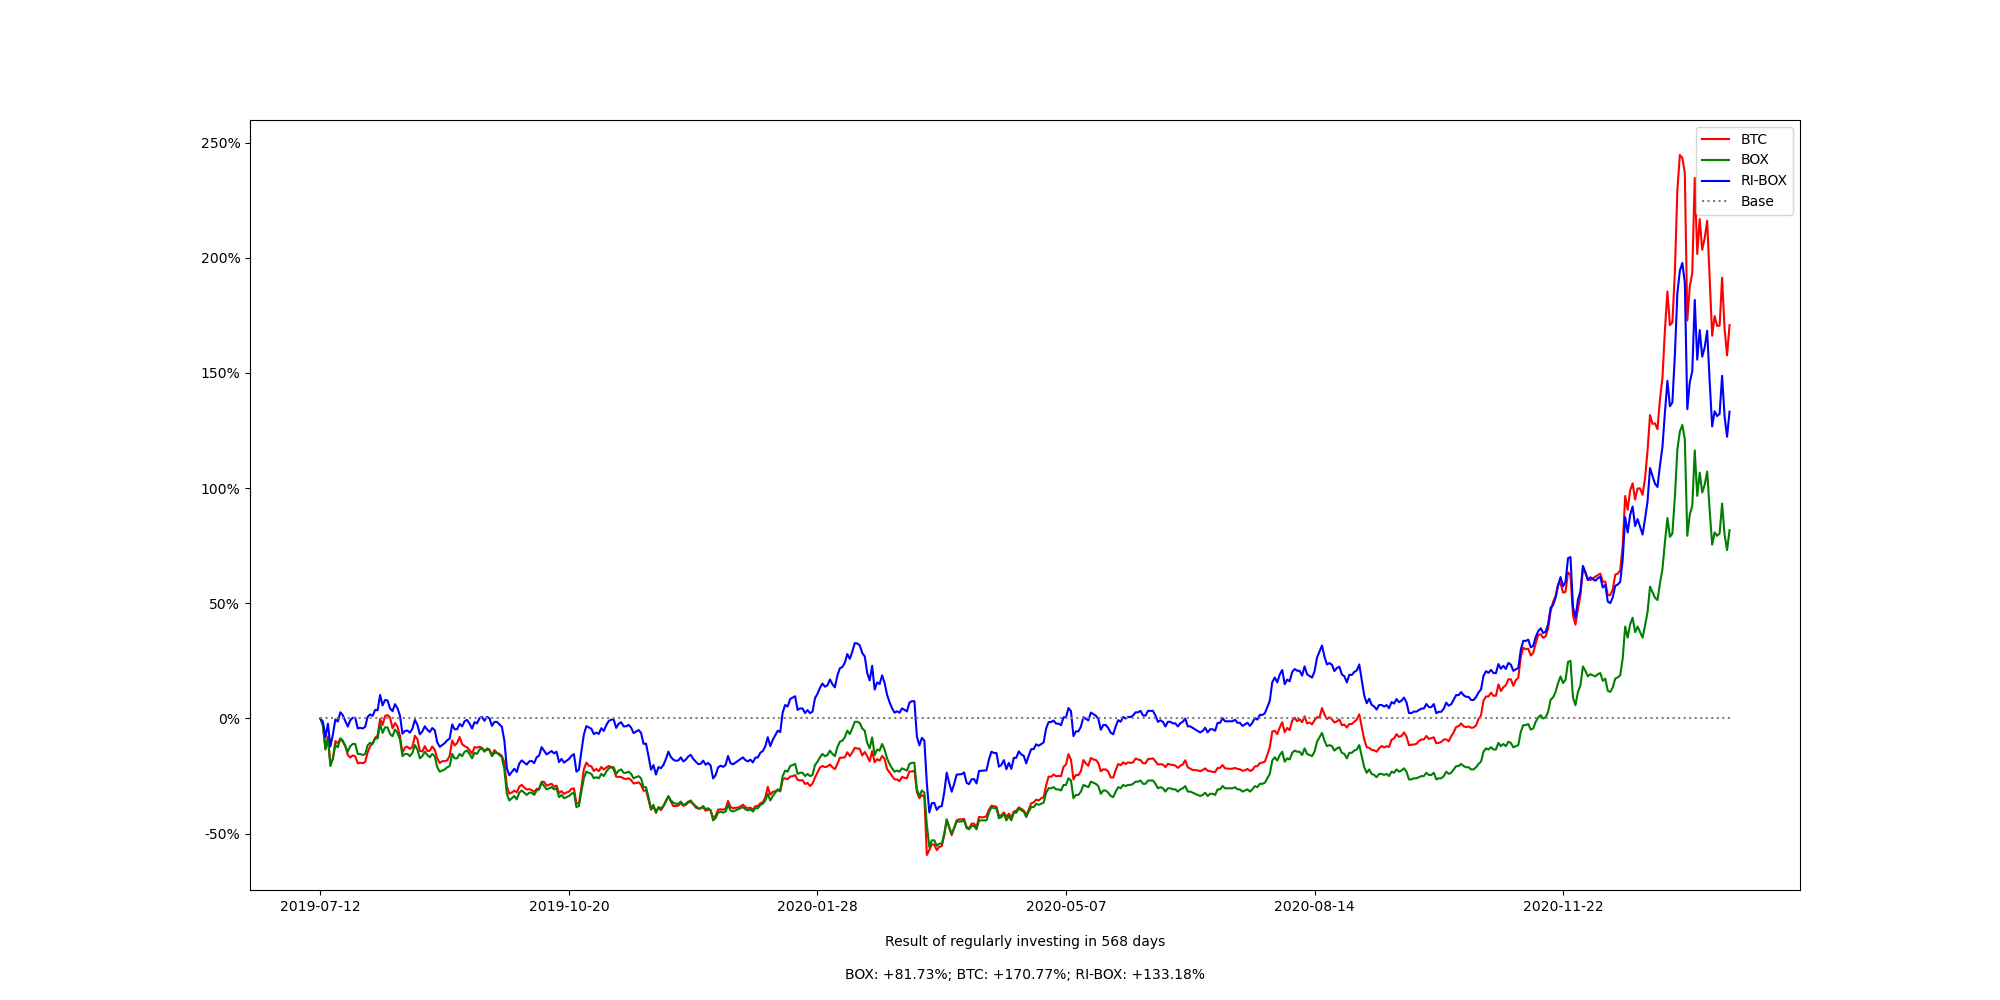 250%
200%
150%
100%
50%
0%
-50%
BTC
BOX
RI-BOX
Base
2019-07-12 2019-10-20 2020-01-28 2020-05-07 2020-08-14 2020-11-22
Result of regularly investing in 568 days
BOX: +81.73%; BTC: +170.77%; RI-BOX: +133.18%